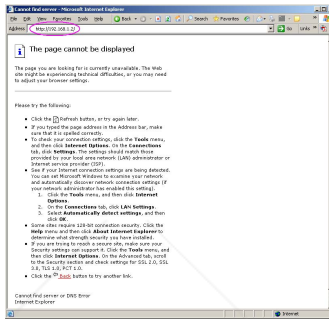 Cannot find server - Microsoft Internet Explorer
File Edit View Favorites Tools Help Back Search Favorites
Address http://192.168.1.2/ Go Links
The page cannot be displayed
The page you are looking for is currently unavailable. The Web
site might be experiencing technical difficulties, or you may need
to adjust your browser settings.
Please try the following:
Click the Refresh button, or try again later.
If you typed the page address in the Address bar, make
sure that it is spelled correctly.
To check your connection settings, click the Tools menu,
and then click Internet Options. On the Connections
tab, click Settings. The settings should match those
provided by your local area network (LAN) administrator or
Internet service provider (ISP).
See if your Internet connection settings are being detected.
You can set Microsoft Windows to examine your network
and automatically discover network connection settings (if
your network administrator has enabled this setting).
1. Click the Tools menu, and then click Internet
Options.
2. On the Connections tab, click LAN Settings.
3. Select Automatically detect settings, and then
click OK.
Some sites require 128-bit connection security. Click the
Help menu and then click About Internet Explorer to
determine what strength security you have installed.
If you are trying to reach a secure site, make sure your
Security settings can support it. Click the Tools menu, and
then click Internet Options. On the Advanced tab, scroll
to the Security section and check settings for SSL 2.0, SSL
3.0, TLS 1.0, PCT 1.0.
Click the Back button to try another link.
Cannot find server or DNS Error
Internet Explorer
Internet